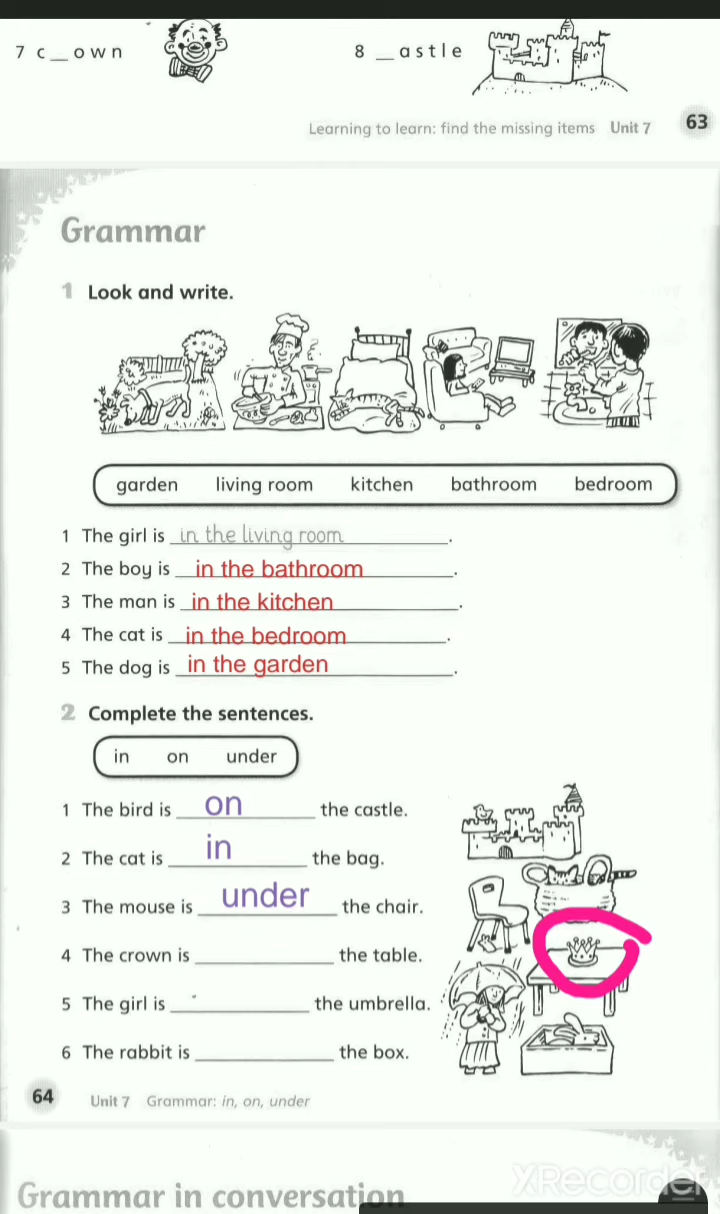 7 c _ o w n
8 _ a s t l e
Learning to learn: find the missing items Unit 7 63
Grammar
1 Look and write.
garden living room kitchen bathroom bedroom
1 The girl is in the living room.
2 The boy is in the bathroom.
3 The man is in the kitchen.
4 The cat is in the bedroom.
5 The dog is in the garden.
2 Complete the sentences.
in on under
1 The bird is on the castle.
2 The cat is in the bag.
3 The mouse is under the chair.
4 The crown is ____________ the table.
5 The girl is ____________ the umbrella.
6 The rabbit is ____________ the box.
64 Unit 7 Grammar: in, on, under
XRecorder
Grammar in conversation